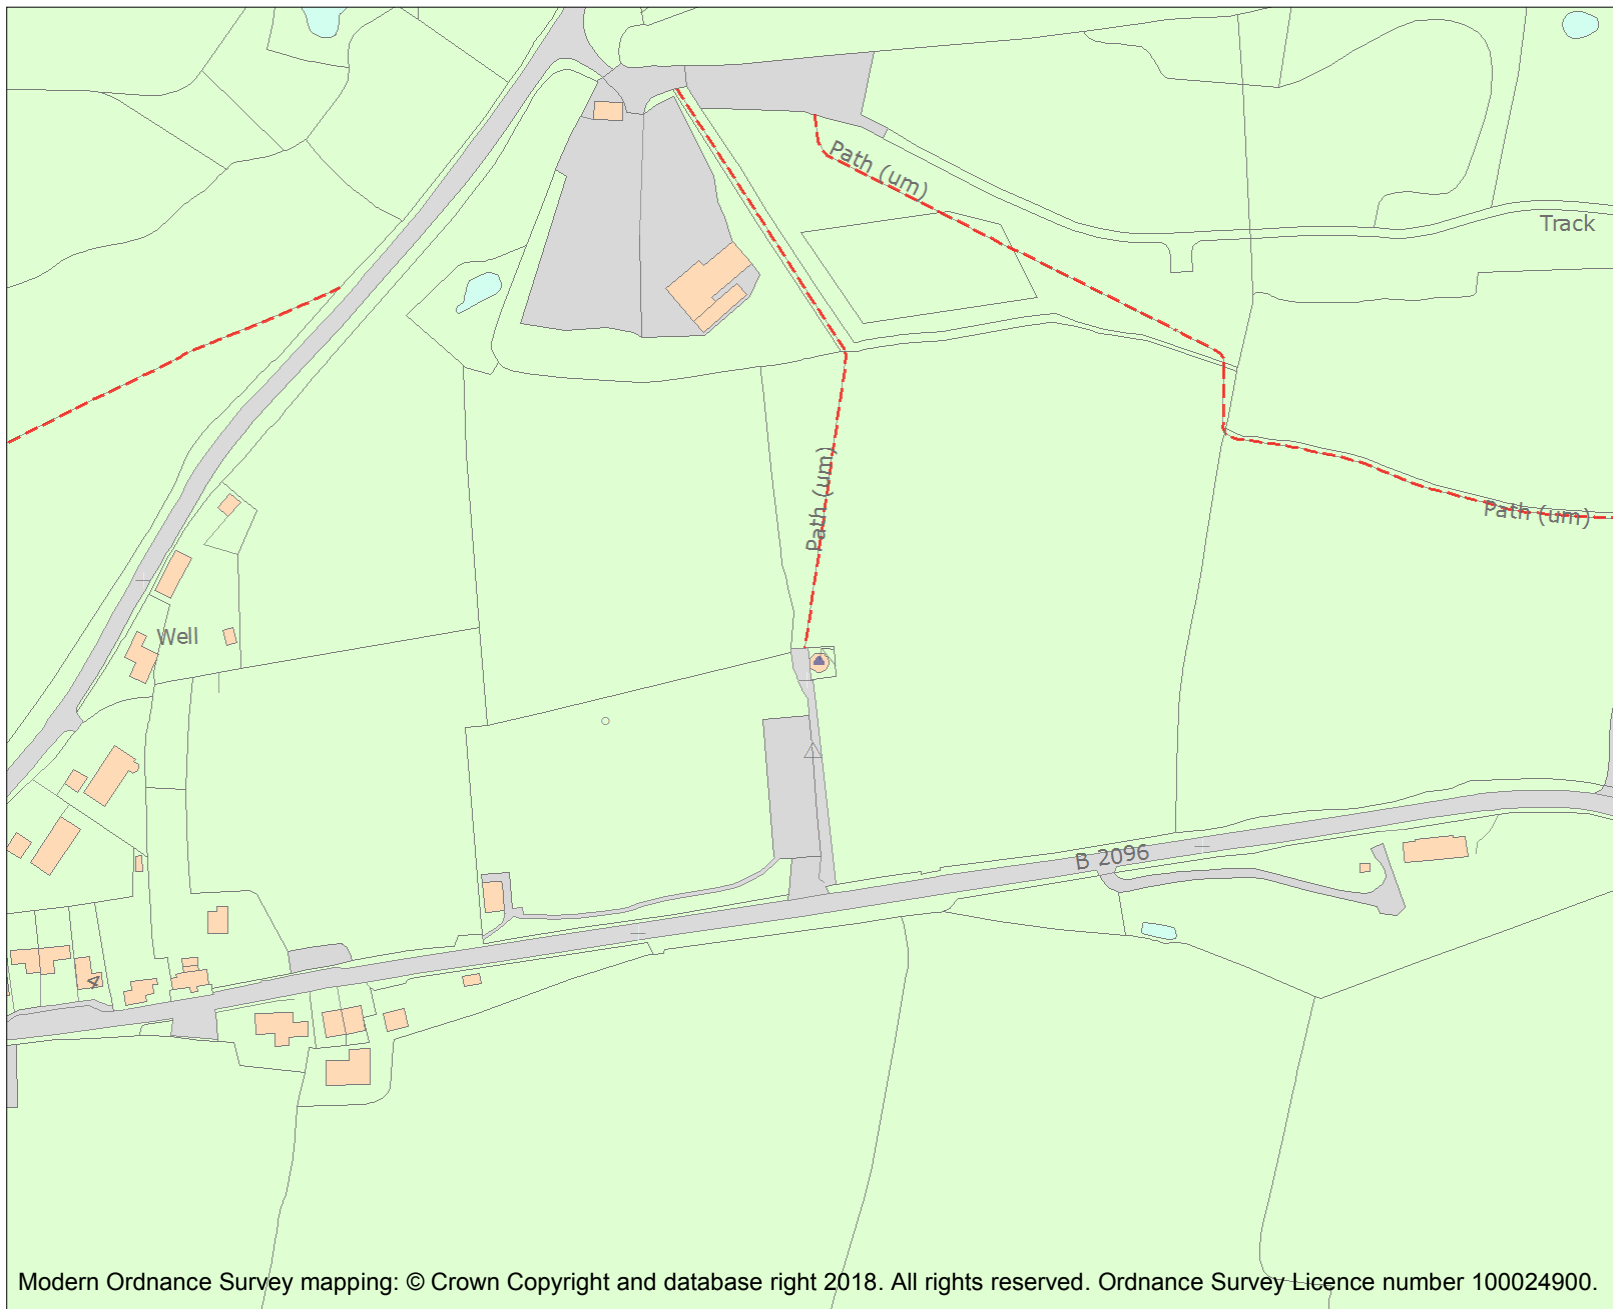 Path (um)
Track
Path (um)
Path (um)
Well
B 2096
4
Modern Ordnance Survey mapping: © Crown Copyright and database right 2018. All rights reserved. Ordnance Survey Licence number 100024900.